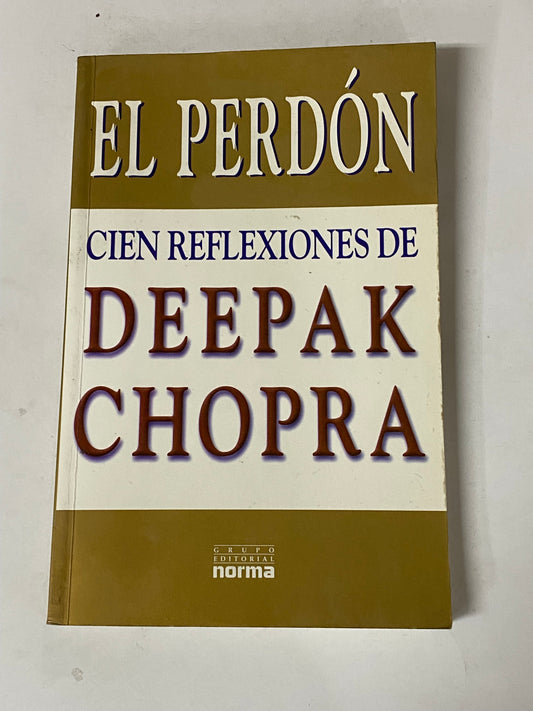 EL PERDÓN
CIEN REFLEXIONES DE
DEEPAK
CHOPRA
GRUPO
EDITORIAL
norma